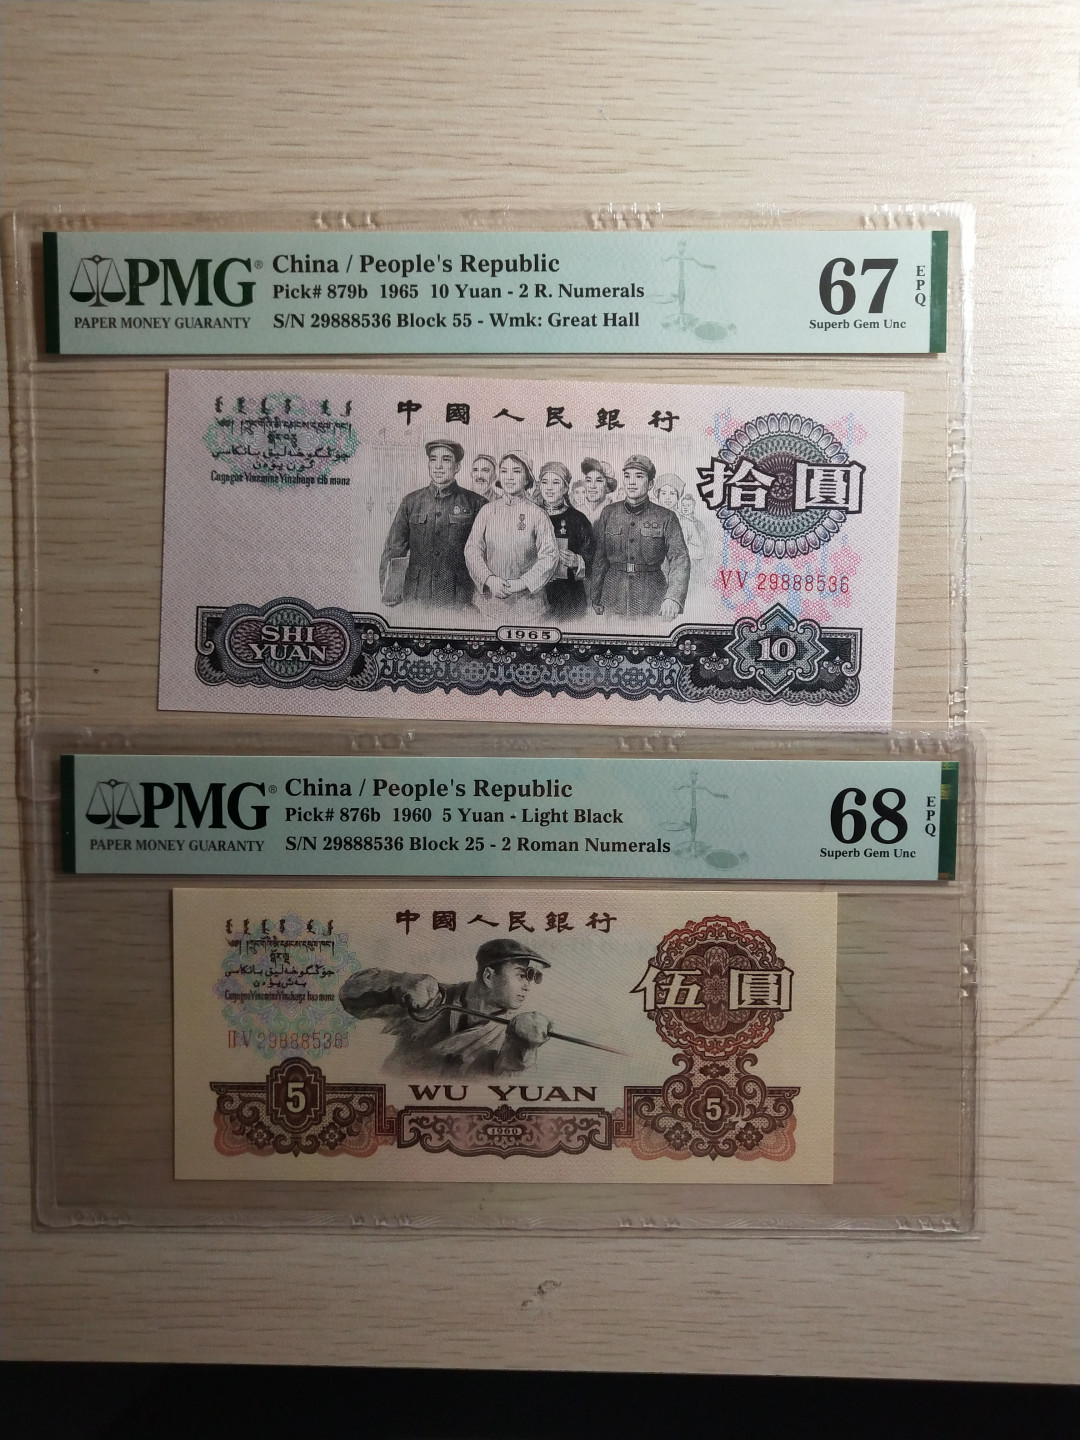 PMG®
PAPER MONEY GUARANTY
China / People's Republic
Pick# 879b 1965 10 Yuan - 2 R. Numerals
S/N 29888536 Block 55 - Wmk: Great Hall
67
EPQ
Superb Gem Unc
中國人民銀行
拾圓
VV 29888536
1965
SHI
YUAN
10
PMG®
PAPER MONEY GUARANTY
China / People's Republic
Pick# 876b 1960 5 Yuan - Light Black
S/N 29888536 Block 25 - 2 Roman Numerals
68
EPQ
Superb Gem Unc
中國人民銀行
伍圓
II V 29888536
5
WU YUAN
1960
5